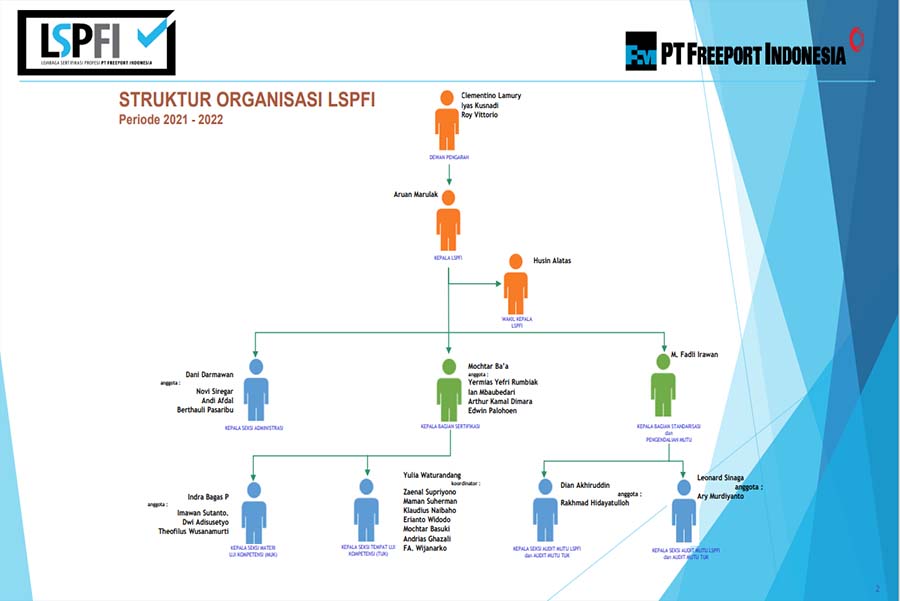 LSPFI
LEMBAGA SERTIFIKASI PROFESI PT FREEPORT INDONESIA
FM PT FREEPORT INDONESIA
STRUKTUR ORGANISASI LSPFI
Periode 2021 - 2022
Clementino Lamury
Iyas Kusnadi
Roy Vittorio
DEWAN PENGARAH
Aruan Marulak
KEPALA LSPFI
Husin Alatas
WAKIL KEPALA
LSPFI
Dani Darmawan
anggota :
Novi Siregar
Andi Afdal
Berthauli Pasaribu
KEPALA SEKSI ADMINISTRASI
Mochtar Ba'a
anggota :
Yermias Yefri Rumbiak
Ian Mbaubedari
Arthur Kamal Dimara
Edwin Palohoen
KEPALA BAGIAN SERTIFIKASI
M. Fadli Irawan
KEPALA BAGIAN STANDARISASI
dan
PENGENDALIAN MUTU
Indra Bagas P
anggota :
Imawan Sutanto,
Dwi Adisusetyo
Theofilus Wusanamurti
KEPALA SEKSI MATERI
UJI KOMPETENSI (MUK)
Yulia Waturandang
koordinator :
Zaenal Supriyono
Maman Suherman
Klaudius Naibaho
Erianto Widodo
Mochtar Basuki
Andrias Ghazali
FA. Wijanarko
KEPALA SEKSI TEMPAT UJI
KOMPETENSI (TUK)
Dian Akhiruddin
anggota :
Rakhmad Hidayatulloh
KEPALA SEKSI AUDIT MUTU LSPFI
dan AUDIT MUTU TUK
Leonard Sinaga
anggota :
Ary Murdiyanto
KEPALA SEKSI AUDIT MUTU LSPFI
dan AUDIT MUTU TUK
2